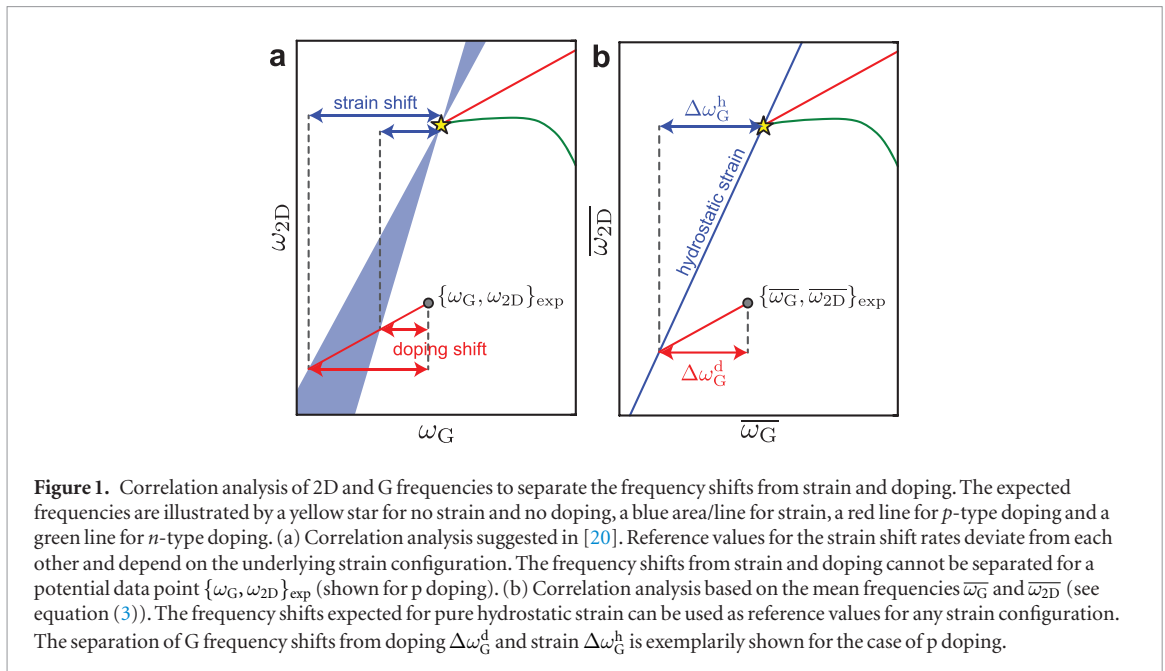 a
b
strain shift
Δω_G^h
hydrostatic strain
ω_2D
\overline{ω_2D}
{ω_G, ω_2D}_exp
{\overline{ω_G}, \overline{ω_2D}}_exp
doping shift
Δω_G^d
ω_G
\overline{ω_G}
Figure 1. Correlation analysis of 2D and G frequencies to separate the frequency shifts from strain and doping. The expected
frequencies are illustrated by a yellow star for no strain and no doping, a blue area/line for strain, a red line for p-type doping and a
green line for n-type doping. (a) Correlation analysis suggested in [20]. Reference values for the strain shift rates deviate from each
other and depend on the underlying strain configuration. The frequency shifts from strain and doping cannot be separated for a
potential data point {ω_G, ω_2D}_exp (shown for p doping). (b) Correlation analysis based on the mean frequencies \overline{ω_G} and \overline{ω_2D} (see
equation (3)). The frequency shifts expected for pure hydrostatic strain can be used as reference values for any strain configuration.
The separation of G frequency shifts from doping Δω_G^d and strain Δω_G^h is exemplarily shown for the case of p doping.